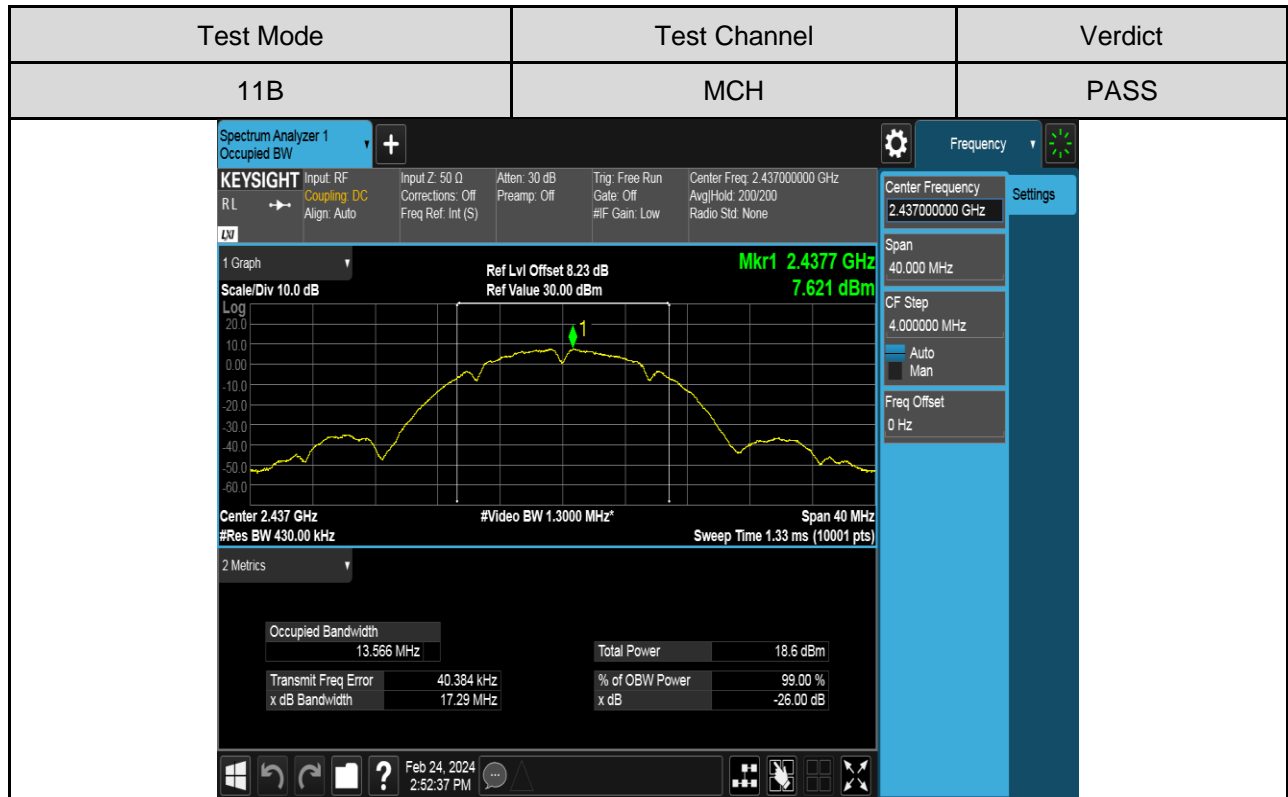 Test Mode Test Channel Verdict
11B MCH PASS
Spectrum Analyzer 1
Occupied BW
+
Frequency
KEYSIGHT
RL
LXI
Input: RF
Coupling: DC
Align: Auto
Input Z: 50 Ω
Corrections: Off
Freq Ref: Int (S)
Atten: 30 dB
Preamp: Off
Trig: Free Run
Gate: Off
#IF Gain: Low
Center Freq: 2.437000000 GHz
Avg|Hold: 200/200
Radio Std: None
Center Frequency
2.437000000 GHz
Settings
Span
40.000 MHz
CF Step
4.000000 MHz
Auto
Man
Freq Offset
0 Hz
1 Graph
Scale/Div 10.0 dB
Ref Lvl Offset 8.23 dB
Ref Value 30.00 dBm
Mkr1 2.4377 GHz
7.621 dBm
Log
20.0
10.0
0.00
-10.0
-20.0
-30.0
-40.0
-50.0
-60.0
1
Center 2.437 GHz #Video BW 1.3000 MHz* Span 40 MHz
#Res BW 430.00 kHz Sweep Time 1.33 ms (10001 pts)
2 Metrics
Occupied Bandwidth
13.566 MHz
Total Power 18.6 dBm
Transmit Freq Error 40.384 kHz % of OBW Power 99.00 %
x dB Bandwidth 17.29 MHz x dB -26.00 dB
?
Feb 24, 2024
2:52:37 PM